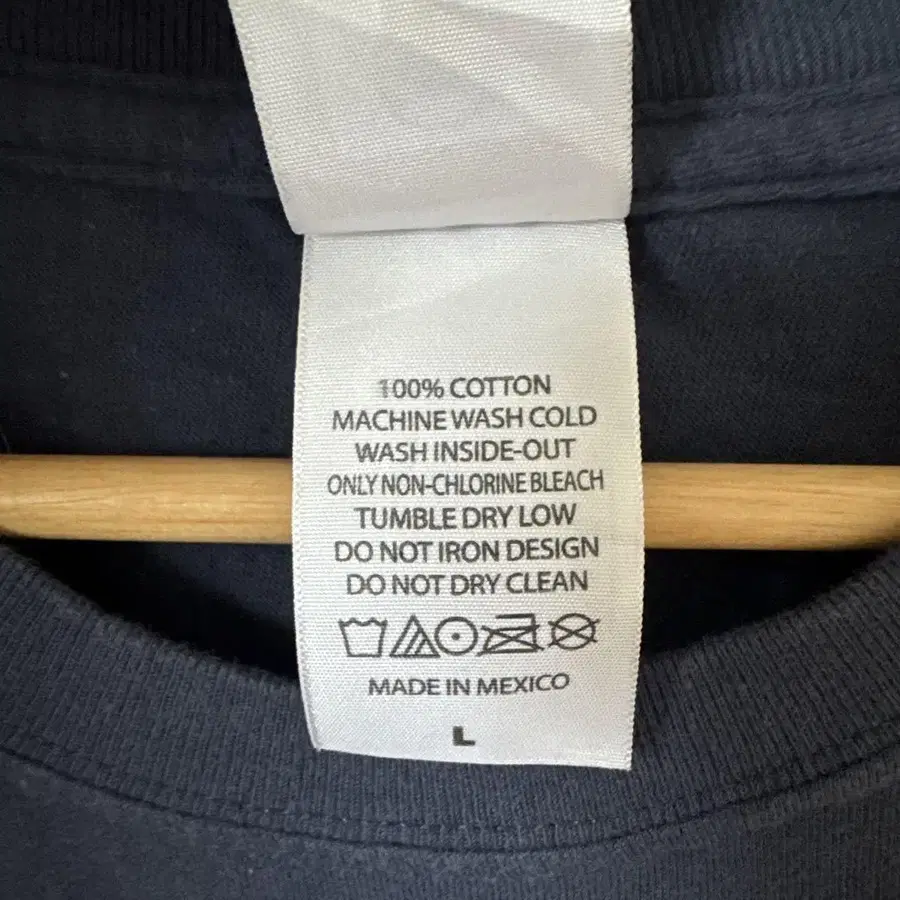 100% COTTON
MACHINE WASH COLD
WASH INSIDE-OUT
ONLY NON-CHLORINE BLEACH
TUMBLE DRY LOW
DO NOT IRON DESIGN
DO NOT DRY CLEAN
MADE IN MEXICO
L